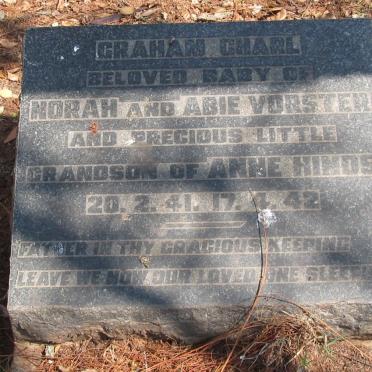 GRAHAM CHARL
BELOVED BABY OF
NORAH AND ABIE VORSTER
AND PRECIOUS LITTLE
GRANDSON OF ANNE HINDS
20. 2. 41. 17. 42
FATHER IN THY GRACIOUS KEEPING
LEAVE WE NOW OUR LOVED ONE SLEEPING